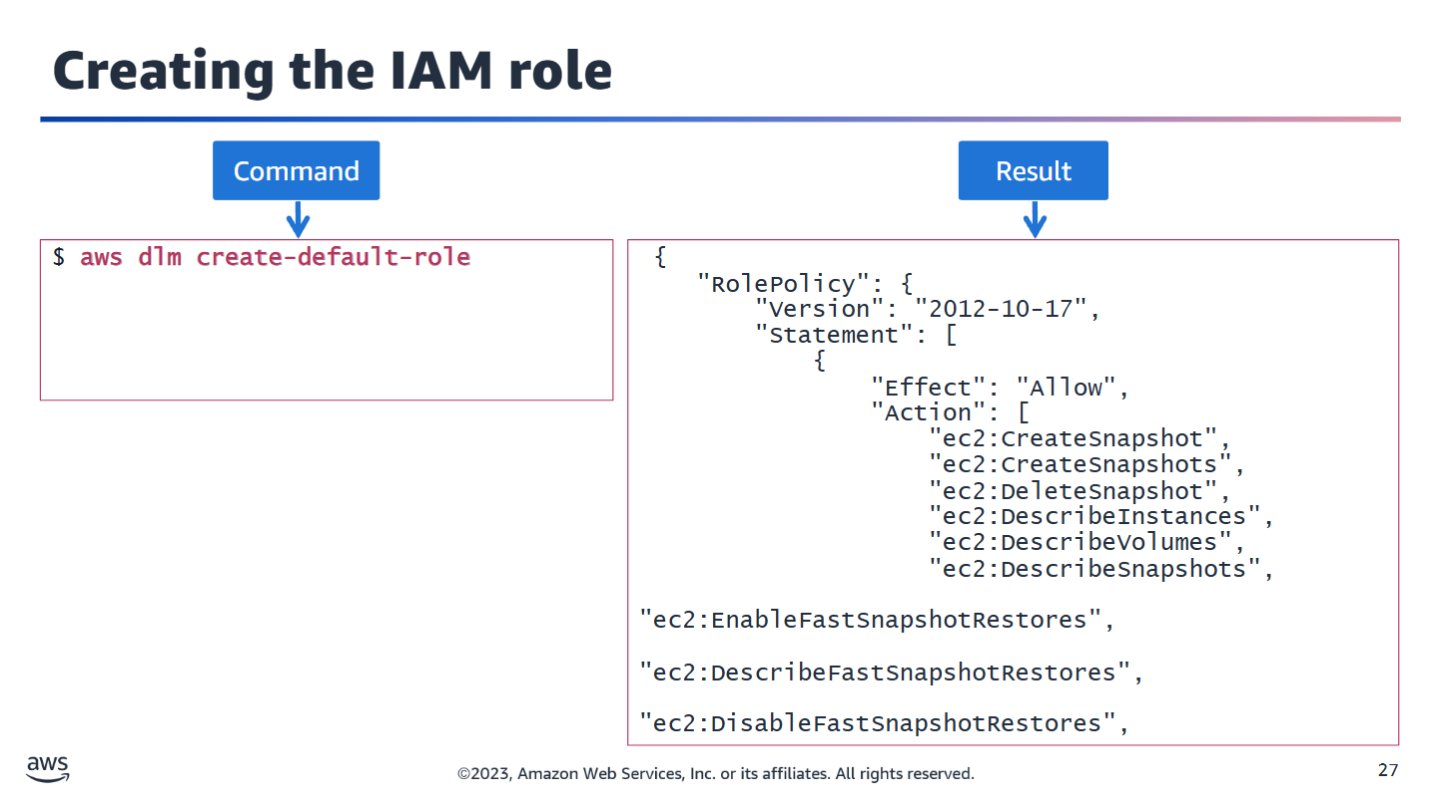 Creating the IAM role
Command
$ aws dlm create-default-role
Result
{
"RolePolicy": {
"Version": "2012-10-17",
"Statement": [
{
"Effect": "Allow",
"Action": [
"ec2:CreateSnapshot",
"ec2:CreateSnapshots",
"ec2:DeleteSnapshot",
"ec2:DescribeInstances",
"ec2:DescribeVolumes",
"ec2:DescribeSnapshots",
"ec2:EnableFastSnapshotRestores",
"ec2:DescribeFastSnapshotRestores",
"ec2:DisableFastSnapshotRestores",
aws
©2023, Amazon Web Services, Inc. or its affiliates. All rights reserved.
27